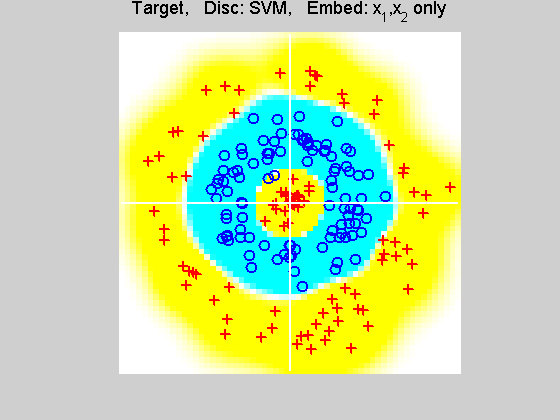 Target, Disc: SVM, Embed: x₁,x₂ only